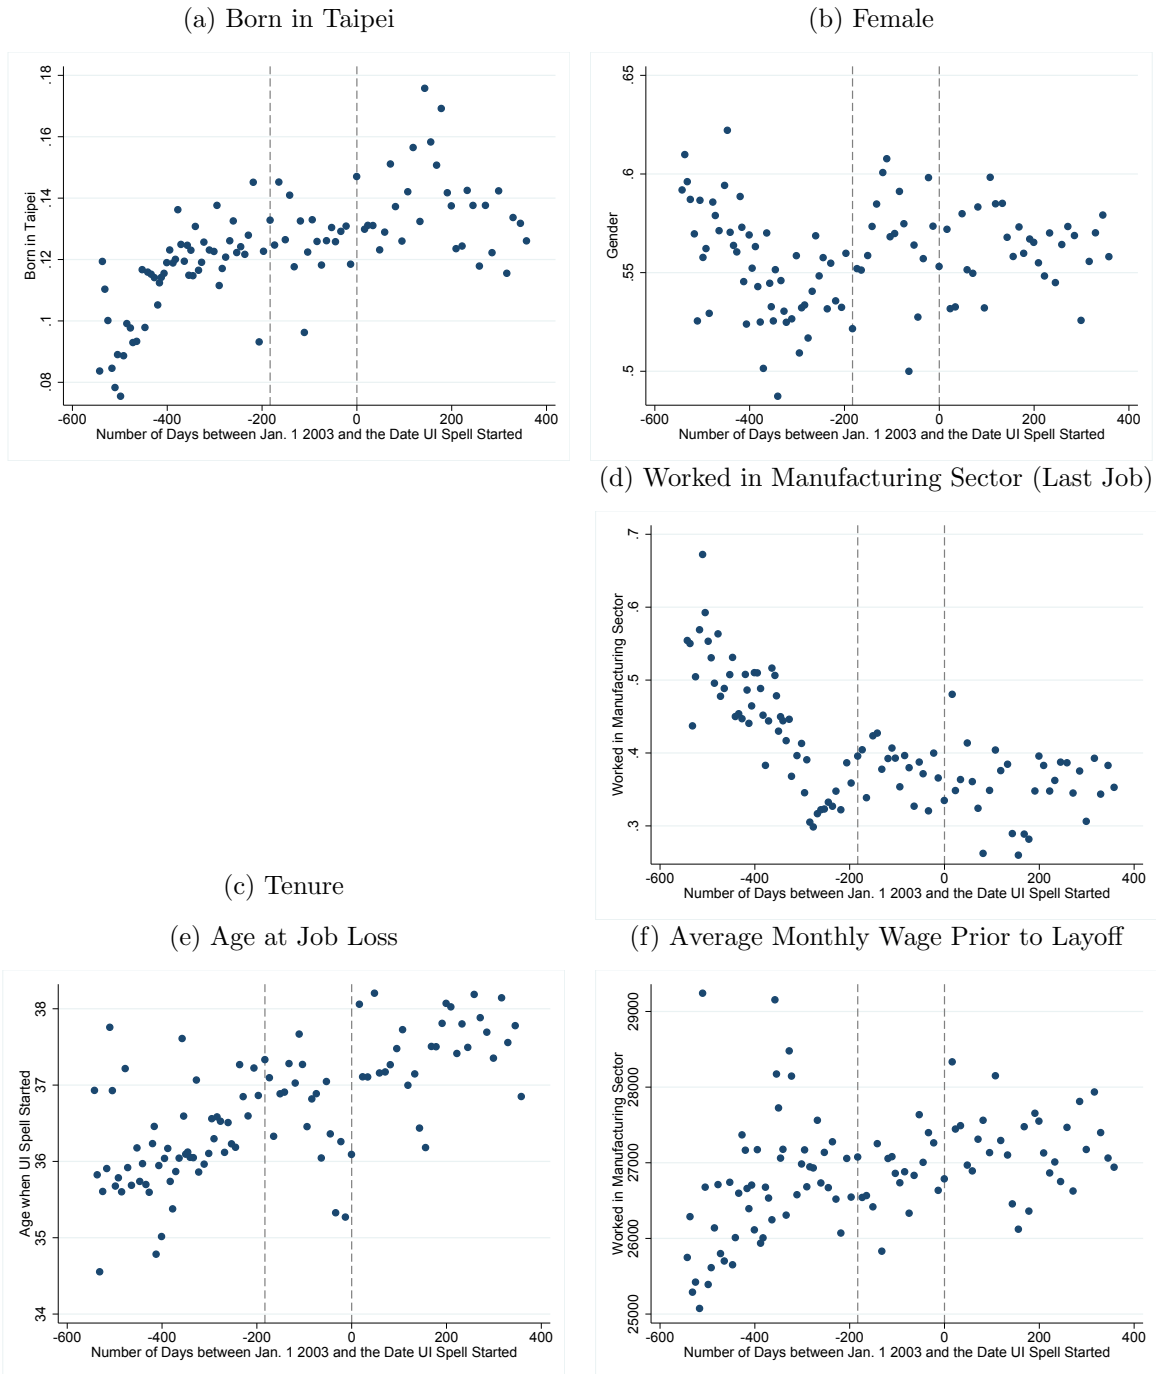 (a) Born in Taipei
(b) Female
Born in Taipei
.18
.16
.14
.12
.1
.08
-600 -400 -200 0 200 400
Number of Days between Jan. 1 2003 and the Date UI Spell Started
Gender
.65
.6
.55
.5
-600 -400 -200 0 200 400
Number of Days between Jan. 1 2003 and the Date UI Spell Started
(d) Worked in Manufacturing Sector (Last Job)
Worked in Manufacturing Sector
.7
.6
.5
.4
.3
-600 -400 -200 0 200 400
Number of Days between Jan. 1 2003 and the Date UI Spell Started
(c) Tenure
(e) Age at Job Loss
(f) Average Monthly Wage Prior to Layoff
Age when UI Spell Started
38
37
36
35
34
-600 -400 -200 0 200 400
Number of Days between Jan. 1 2003 and the Date UI Spell Started
Worked in Manufacturing Sector
29000
28000
27000
26000
25000
-600 -400 -200 0 200 400
Number of Days between Jan. 1 2003 and the Date UI Spell Started